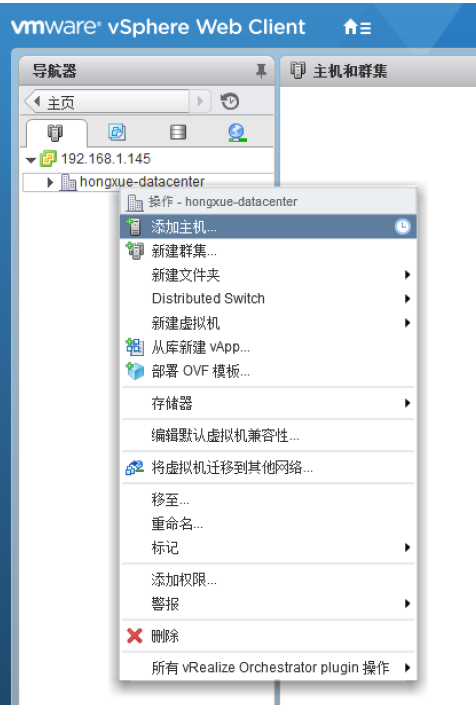 vmware® vSphere Web Client
导航器
主机和群集
主页
192.168.1.145
hongxue-datacenter
操作 - hongxue-datacenter
添加主机...
新建群集...
新建文件夹
Distributed Switch
新建虚拟机
从库新建 vApp...
部署 OVF 模板...
存储器
编辑默认虚拟机兼容性...
将虚拟机迁移到其他网络...
移至...
重命名...
标记
添加权限...
警报
删除
所有 vRealize Orchestrator plugin 操作